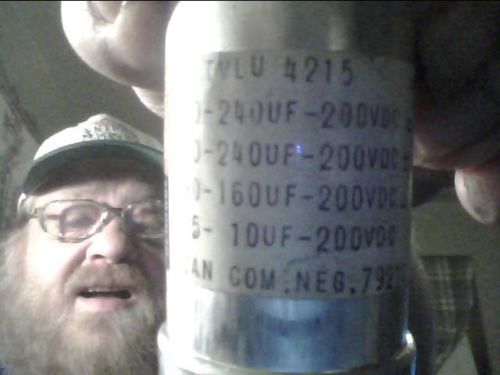 TVLU 4215
0-240UF-200VDC
0-240UF-200VDC
0-160UF-200VDC
5- 10UF-200VDC
AN COM.NEG.792